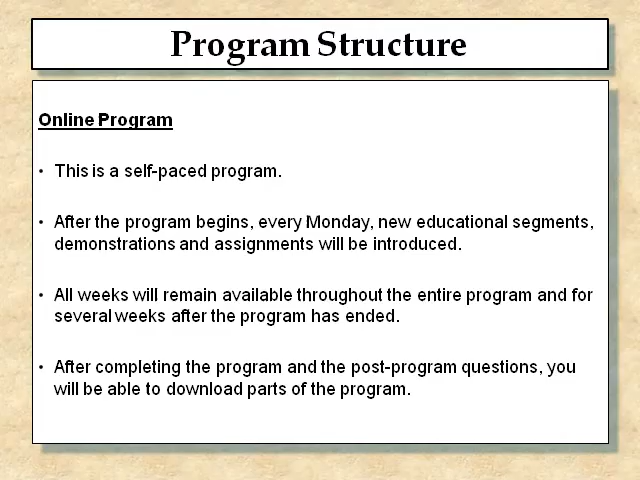 Program Structure
Online Program
• This is a self-paced program.
• After the program begins, every Monday, new educational segments,
demonstrations and assignments will be introduced.
• All weeks will remain available throughout the entire program and for
several weeks after the program has ended.
• After completing the program and the post-program questions, you
will be able to download parts of the program.